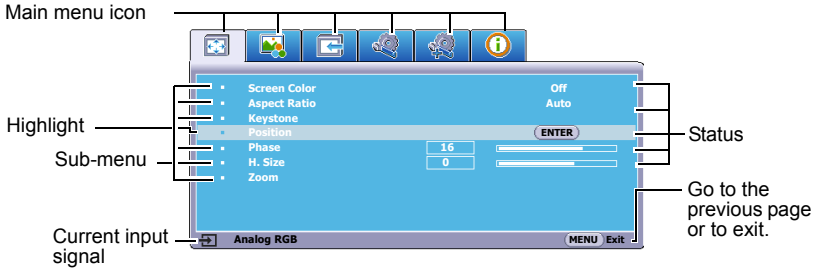 Main menu icon
Screen Color Off
Aspect Ratio Auto
Keystone
Highlight
Position ENTER
Status
Phase 16
Sub-menu
H. Size 0
Zoom
Go to the
previous page
or to exit.
Current input
signal
Analog RGB MENU Exit